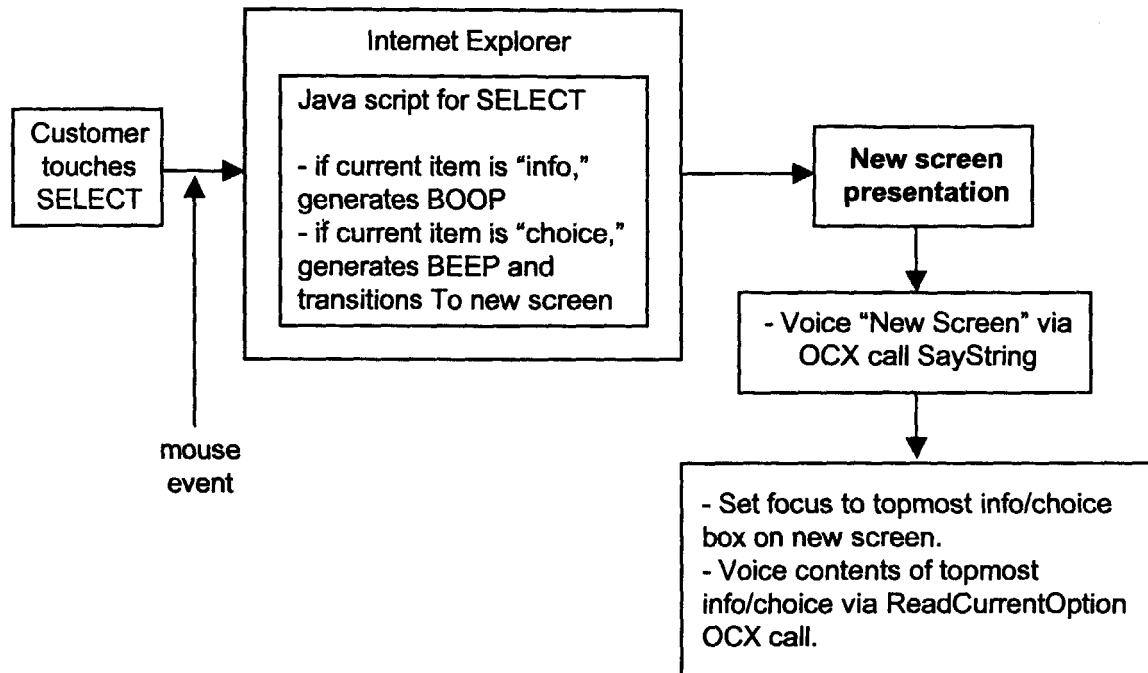 Internet Explorer
Customer
touches
SELECT
Java script for SELECT
- if current item is “info,”
generates BOOP
- if current item is “choice,”
generates BEEP and
transitions To new screen
mouse
event
New screen
presentation
- Voice “New Screen” via
OCX call SayString
- Set focus to topmost info/choice
box on new screen.
- Voice contents of topmost
info/choice via ReadCurrentOption
OCX call.